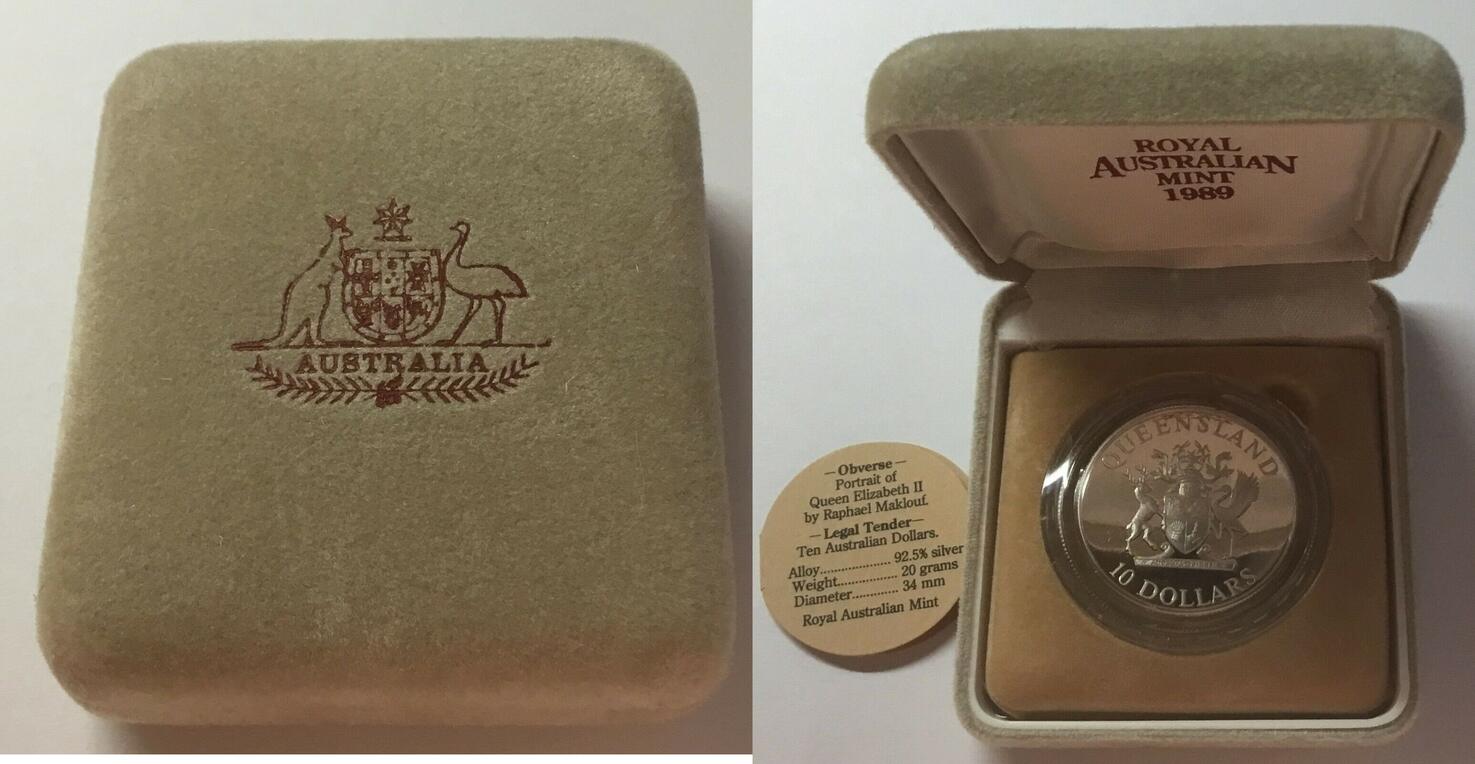 AUSTRALIA
ROYAL
AUSTRALIAN
MINT
1989
— Obverse —
Portrait of
Queen Elizabeth II
by Raphael Maklouf.
— Legal Tender —
Ten Australian Dollars.
Alloy.................... 92.5% silver
Weight................. 20 grams
Diameter............. 34 mm
Royal Australian Mint
QUEENSLAND
10 DOLLARS